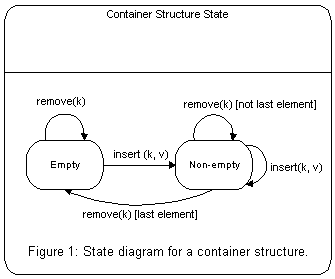 Container Structure State
remove(k)
remove(k) [not last element]
insert (k, v)
Empty
Non-empty
insert(k, v)
remove(k) [last element]
Figure 1: State diagram for a container structure.